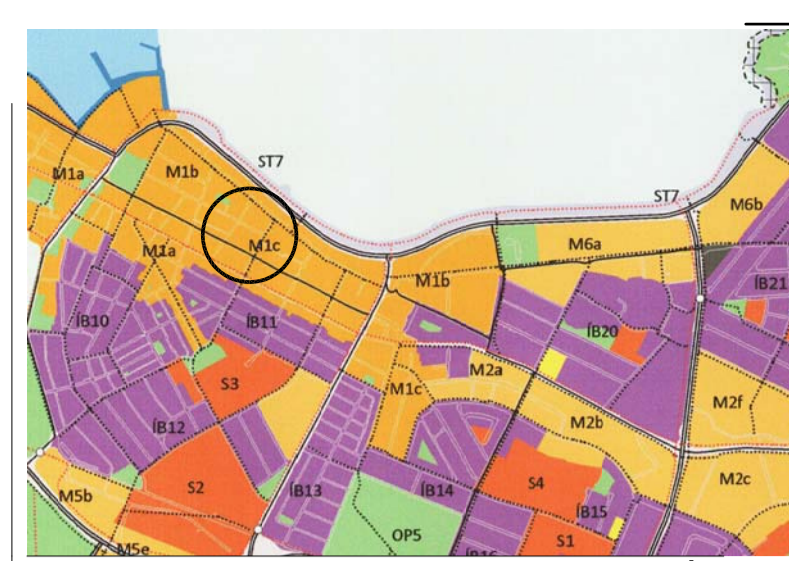 M1a
M1b
ST7
M1c
M1a
ST7
M6b
M6a
M1b
ÍB21
ÍB10
ÍB11
ÍB20
S3
M1c
M2a
M2f
M2b
ÍB12
M2c
M5b
S2
ÍB13
ÍB14
S4
ÍB15
OP5
S1
M5e
ÍB16